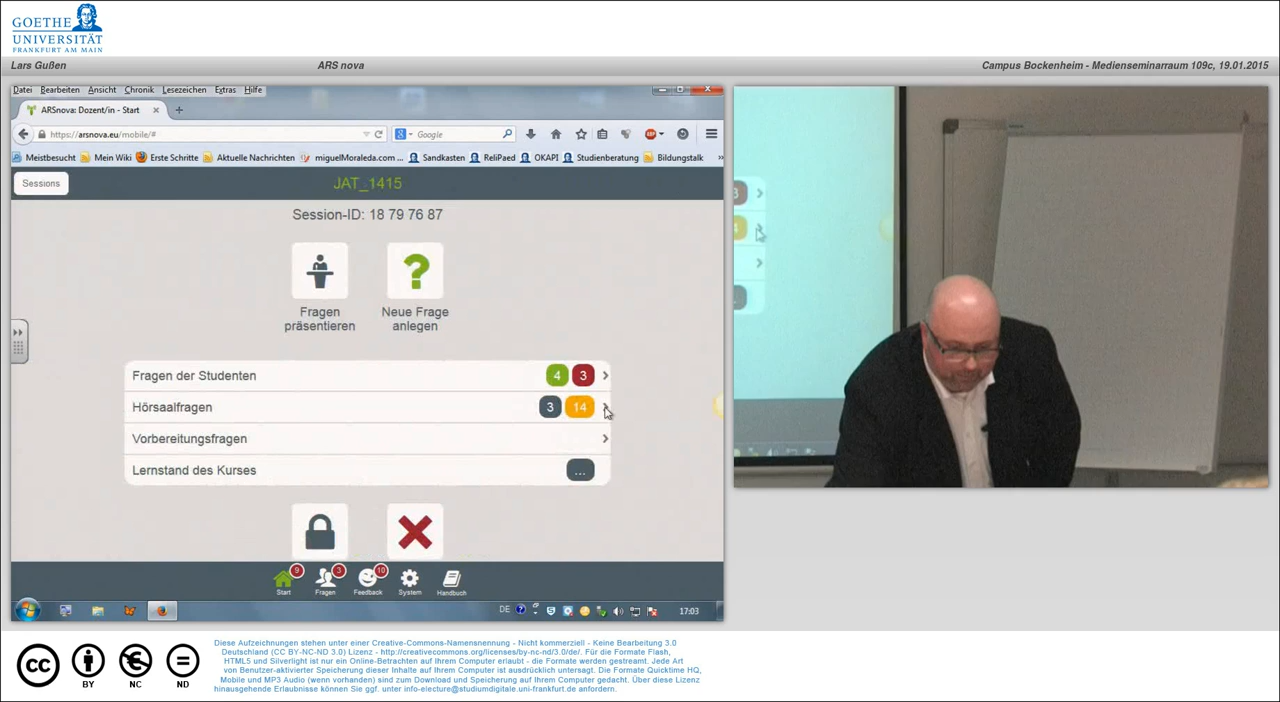 GOETHE
UNIVERSITÄT
FRANKFURT AM MAIN
Lars Gußen
ARS nova
Campus Bockenheim - Medienseminarraum 109c, 19.01.2015
Datei Bearbeiten Ansicht Chronik Lesezeichen Extras Hilfe
ARSnova: Dozent/in - Start
https://arsnova.eu/mobile/#
Google
Meistbesucht Mein Wiki Erste Schritte Aktuelle Nachrichten miguelMoraleda.com ... Sandkasten ReliPaed OKAPI Studienberatung Bildungstalk »
Sessions
JAT_1415
Session-ID: 18 79 76 87
Fragen
präsentieren
Neue Frage
anlegen
Fragen der Studenten 4 3
Hörsaalfragen 3 14
Vorbereitungsfragen
Lernstand des Kurses ...
9 3 10
Start Fragen Feedback System Handbuch
DE 17:03
cc
BY NC ND
Diese Aufzeichnungen stehen unter einer Creative-Commons-Namensnennung - Nicht kommerziell - Keine Bearbeitung 3.0
Deutschland (CC BY-NC-ND 3.0) Lizenz - http://creativecommons.org/licenses/by-nc-nd/3.0/de/. Für die Formate Flash,
HTML5 und Silverlight ist nur ein Online-Betrachten auf Ihrem Computer erlaubt - die Formate werden gestreamt. Jede Art
von Benutzer-aktivierter Speicherung dieser Inhalte auf Ihrem Computer ist ausdrücklich untersagt. Die Formate Quicktime HQ,
Mobile und MP3 Audio (wenn vorhanden) sind zum Download und Speicherung auf Ihrem Computer gedacht. Über diese Lizenz
hinausgehende Erlaubnisse können Sie ggf. unter info-electure@studiumdigitale.uni-frankfurt.de anfordern.